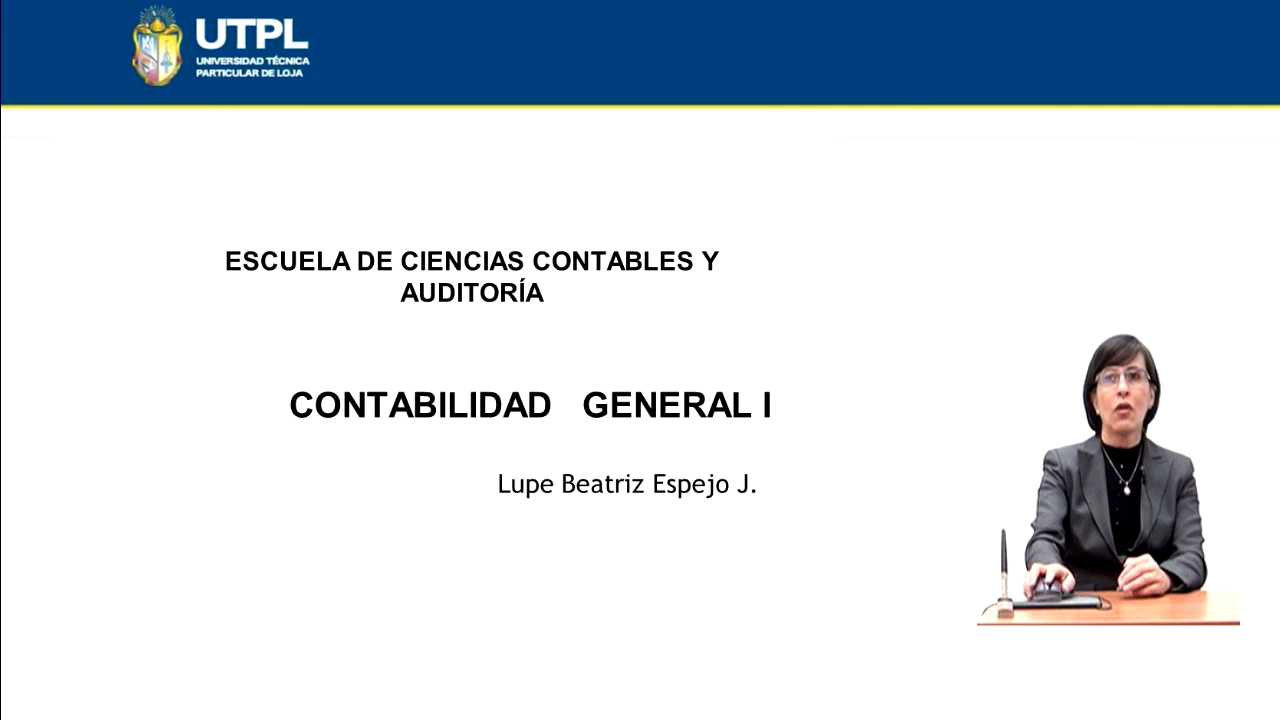 UTPL
UNIVERSIDAD TÉCNICA
PARTICULAR DE LOJA
ESCUELA DE CIENCIAS CONTABLES Y
AUDITORÍA
CONTABILIDAD GENERAL I
Lupe Beatriz Espejo J.